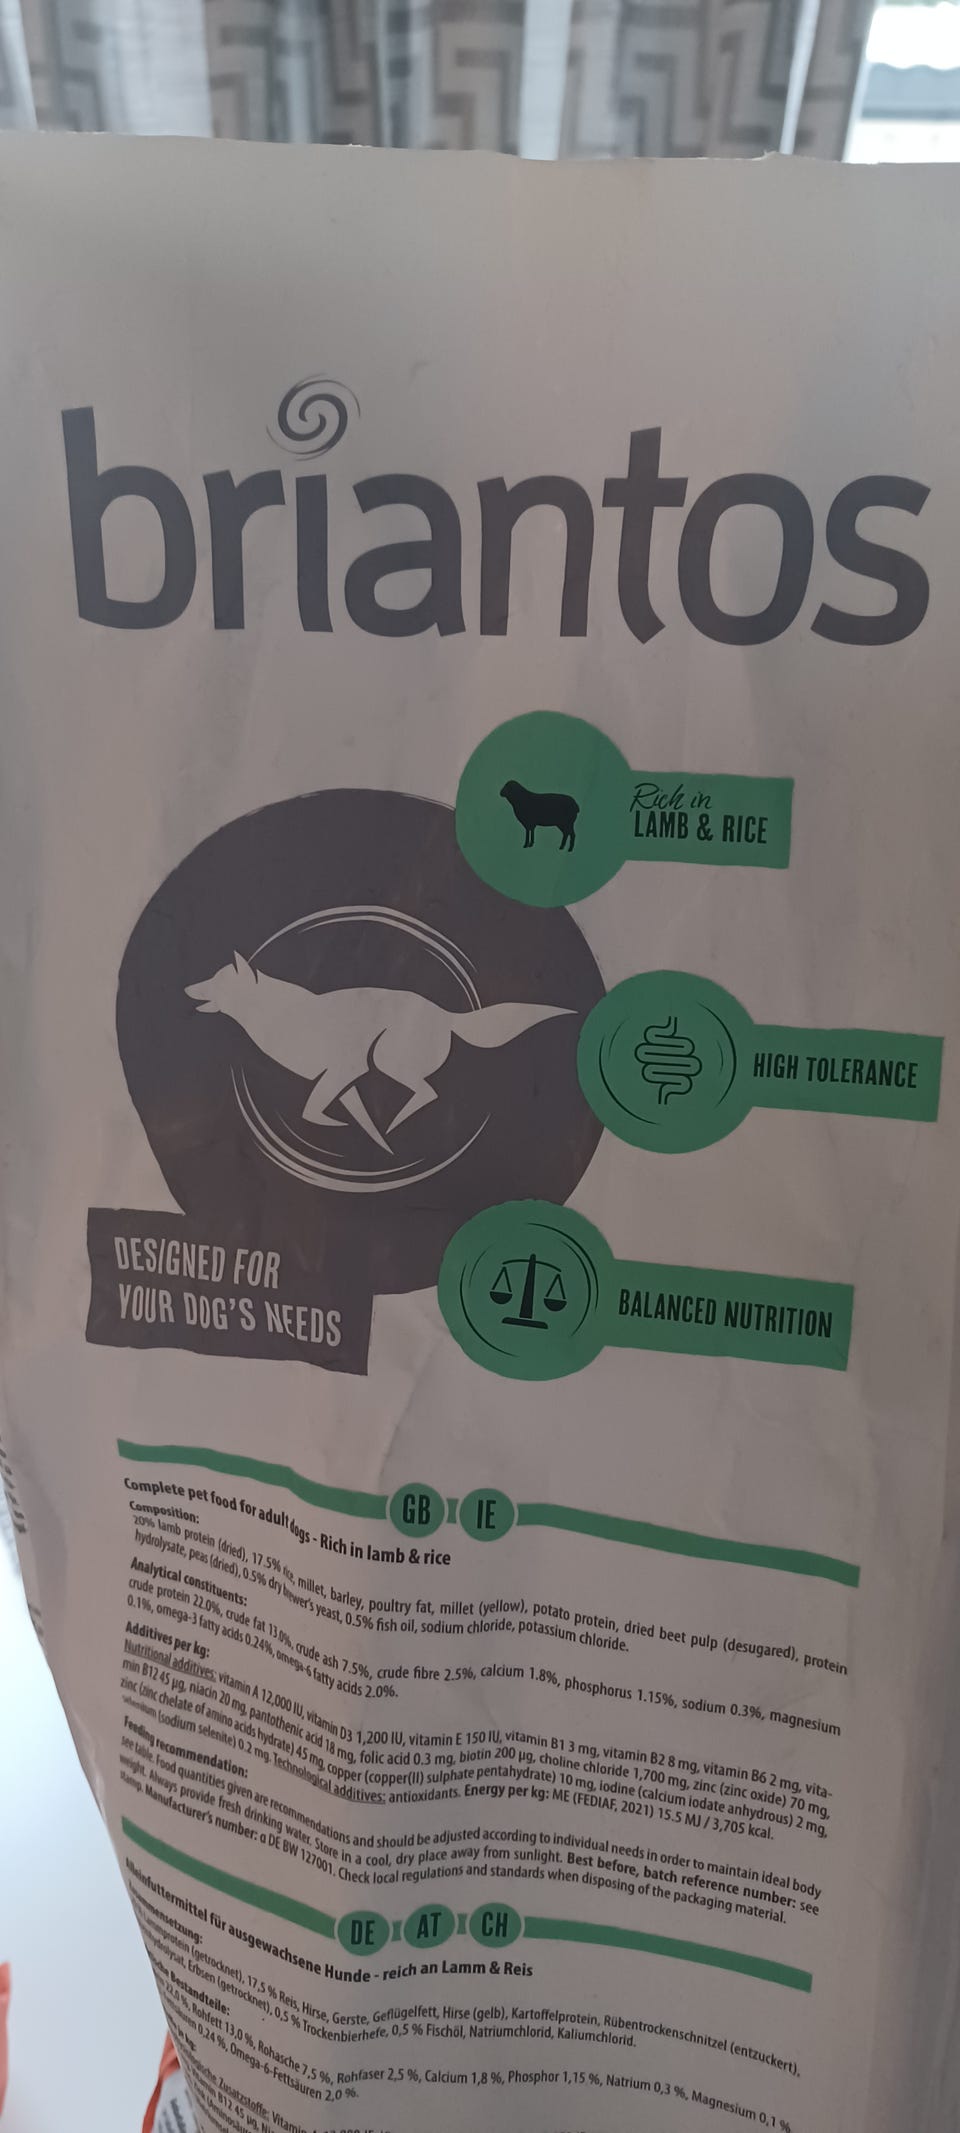 briantos
Rich in
LAMB & RICE
HIGH TOLERANCE
DESIGNED FOR
YOUR DOG'S NEEDS
BALANCED NUTRITION
GB IE
Complete pet food for adult dogs - Rich in lamb & rice
Composition:
20% lamb protein (dried), 17.5% rice, millet, barley, poultry fat, millet (yellow), potato protein, dried beet pulp (desugared), protein
hydrolysate, peas (dried), 0.5% dry brewer's yeast, 0.5% fish oil, sodium chloride, potassium chloride.
Analytical constituents:
crude protein 22.0%, crude fat 13.0%, crude ash 7.5%, crude fibre 2.5%, calcium 1.8%, phosphorus 1.15%, sodium 0.3%, magnesium
0.1%, omega-3 fatty acids 0.24%, omega-6 fatty acids 2.0%.
Additives per kg:
Nutritional additives: vitamin A 12,000 IU, vitamin D3 1,200 IU, vitamin E 150 IU, vitamin B1 3 mg, vitamin B2 8 mg, vitamin B6 2 mg, vita-
min B12 45 µg, niacin 20 mg, pantothenic acid 18 mg, folic acid 0.3 mg, biotin 200 µg, choline chloride 1,700 mg, zinc (zinc oxide) 70 mg,
zinc (zinc chelate of amino acids hydrate) 45 mg, copper (copper(II) sulphate pentahydrate) 10 mg, iodine (calcium iodate anhydrous) 2 mg,
selenium (sodium selenite) 0.2 mg. Technological additives: antioxidants. Energy per kg: ME (FEDIAF, 2021) 15.5 MJ / 3,705 kcal.
Feeding recommendation:
see table. Food quantities given are recommendations and should be adjusted according to individual needs in order to maintain ideal body
weight. Always provide fresh drinking water. Store in a cool, dry place away from sunlight. Best before, batch reference number: see
stamp. Manufacturer's number: α DE BW 127001. Check local regulations and standards when disposing of the packaging material.
DE AT CH
Alleinfuttermittel für ausgewachsene Hunde - reich an Lamm & Reis
(getrocknet), 17,5 % Reis, Hirse, Gerste, Geflügelfett, Hirse (gelb), Kartoffelprotein, Rübentrockenschnitzel (entzuckert),
Erbsen (getrocknet), 0,5 % Trockenbierhefe, 0,5 % Fischöl, Natriumchlorid, Kaliumchlorid.
Bestandteile:
22,0 %, Rohfett 13,0 %, Rohasche 7,5 %, Rohfaser 2,5 %, Calcium 1,8 %, Phosphor 1,15 %, Natrium 0,3 %, Magnesium 0,1 %
0,24 %, Omega-6-Fettsäuren 2,0 %.
Zusatzstoffe:
B12 45 µg,